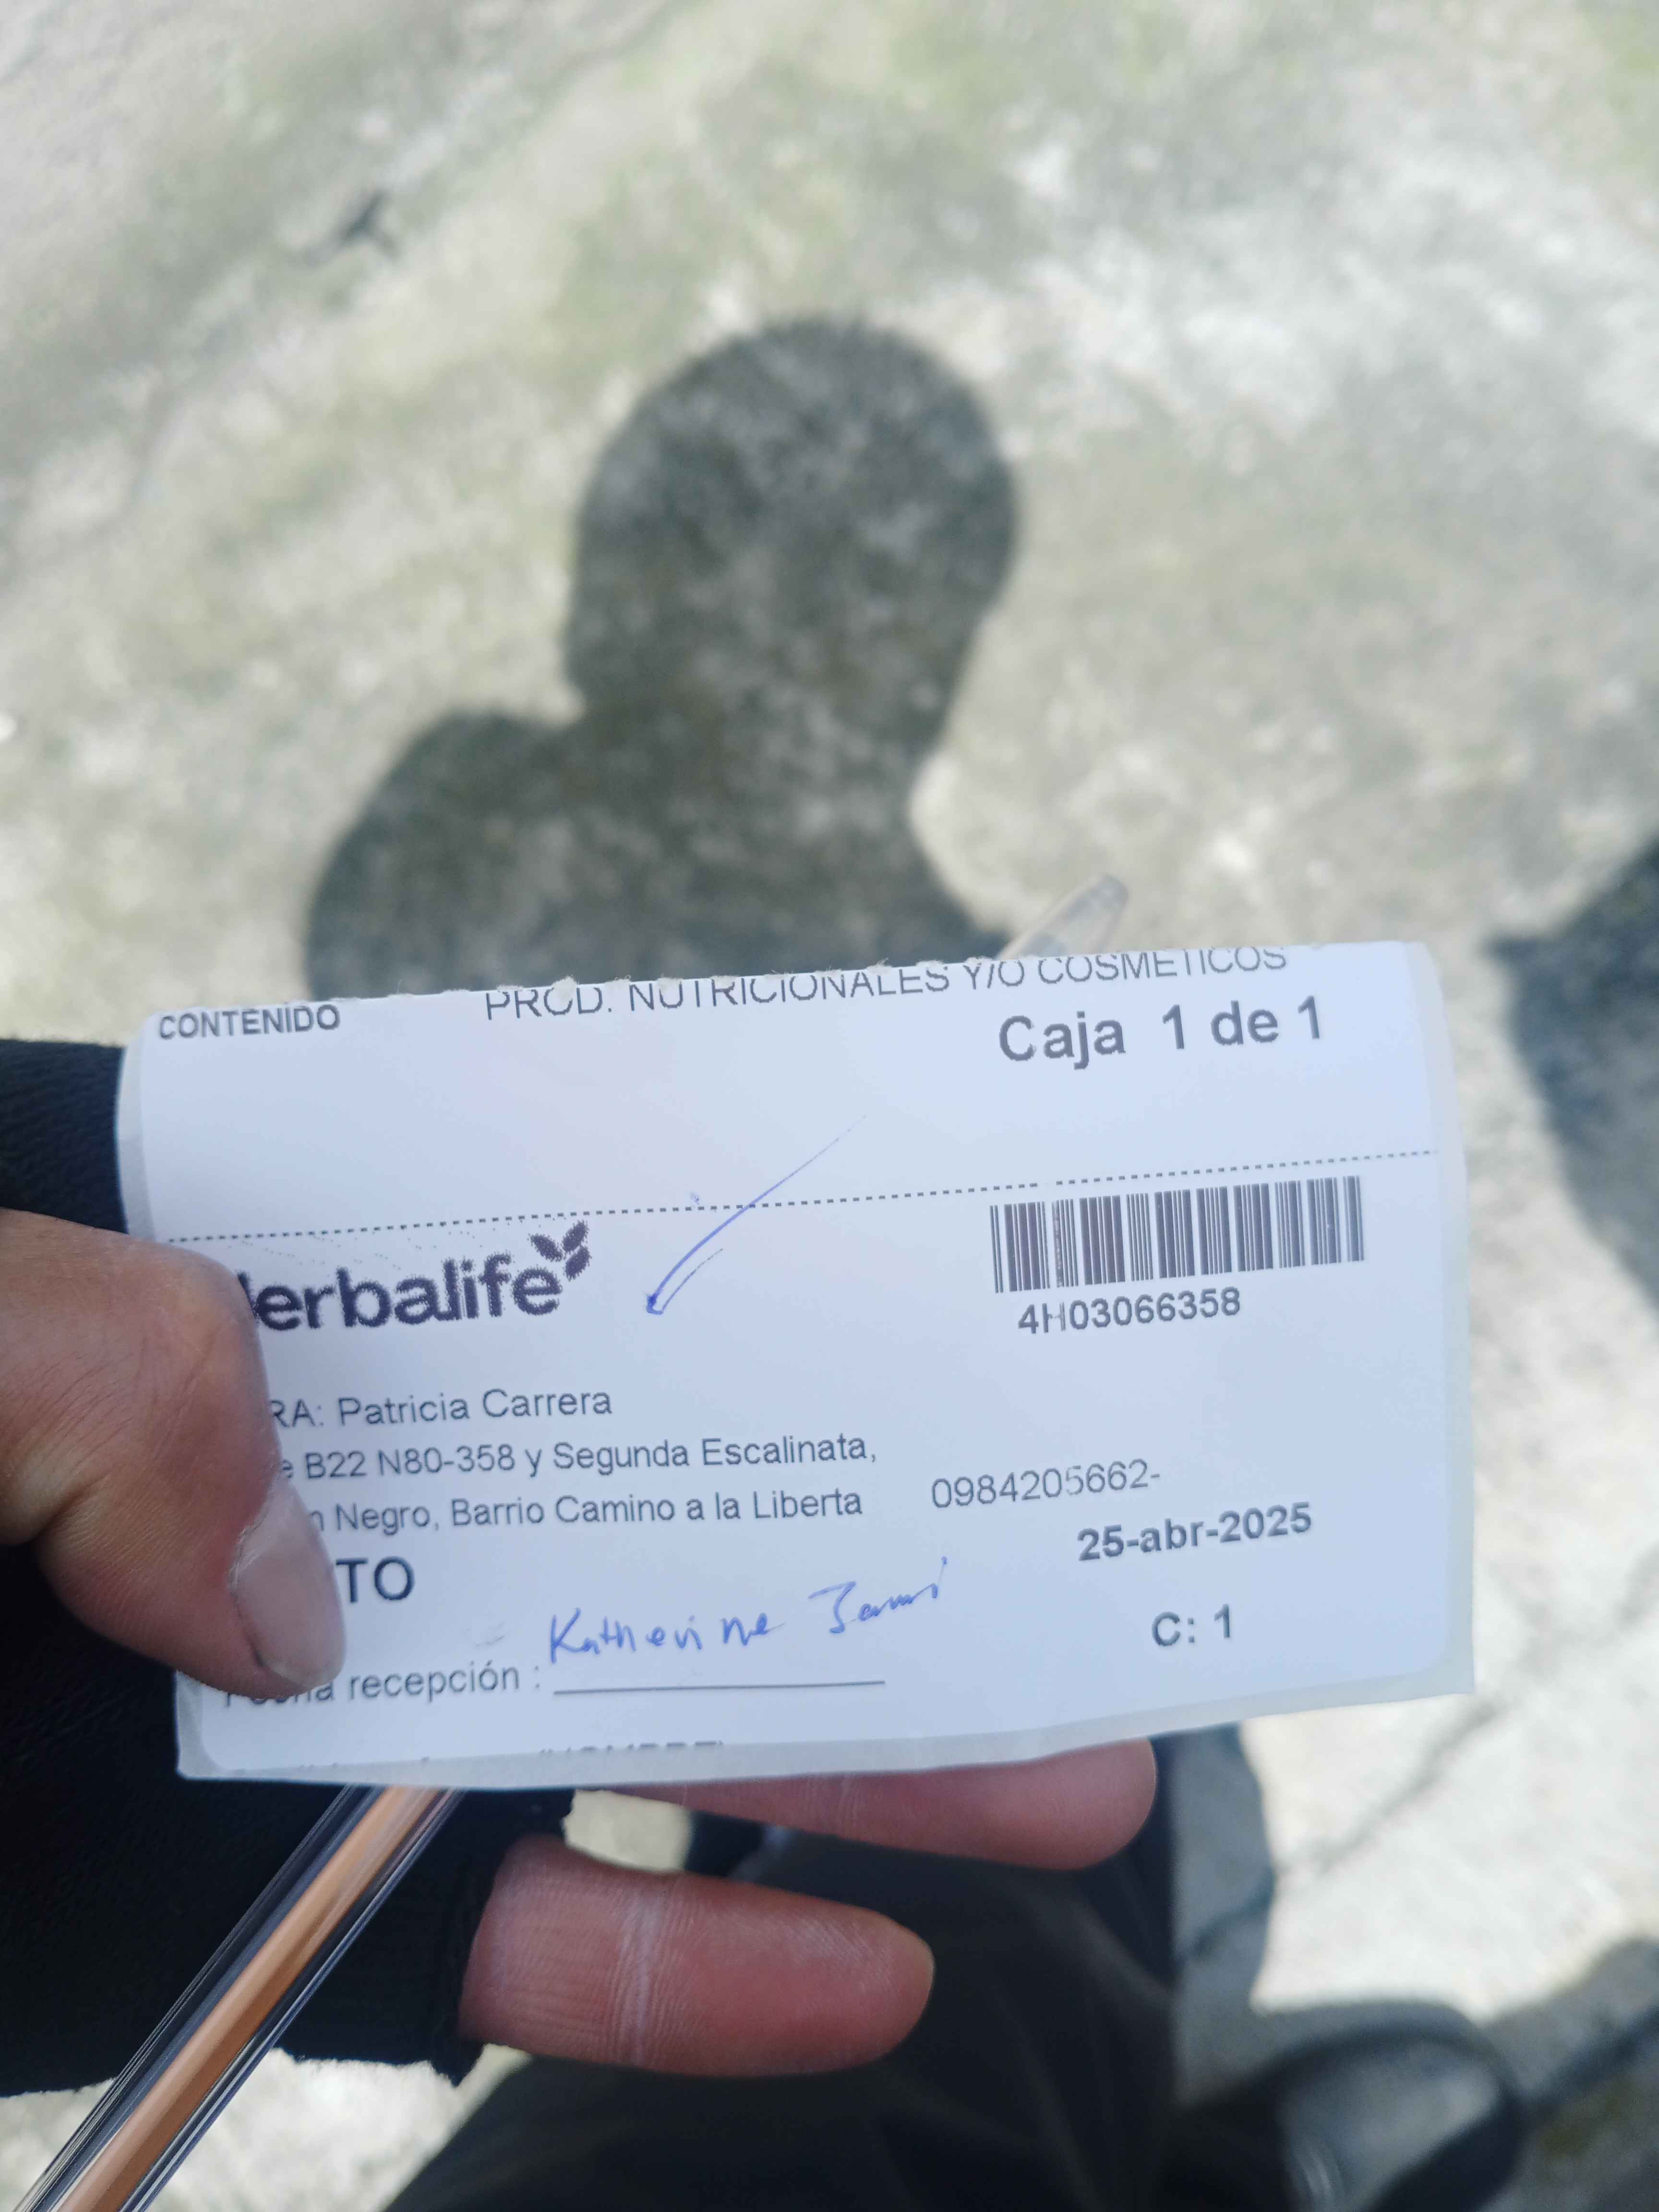 CONTENIDO PROD. NUTRICIONALES Y/O COSMETICOS
Caja 1 de 1
Herbalife
4H03066358
RA: Patricia Carrera
B22 N80-358 y Segunda Escalinata,
Negro, Barrio Camino a la Liberta 0984205662-
25-abr-2025
TO
Katherine
C: 1
recepción :